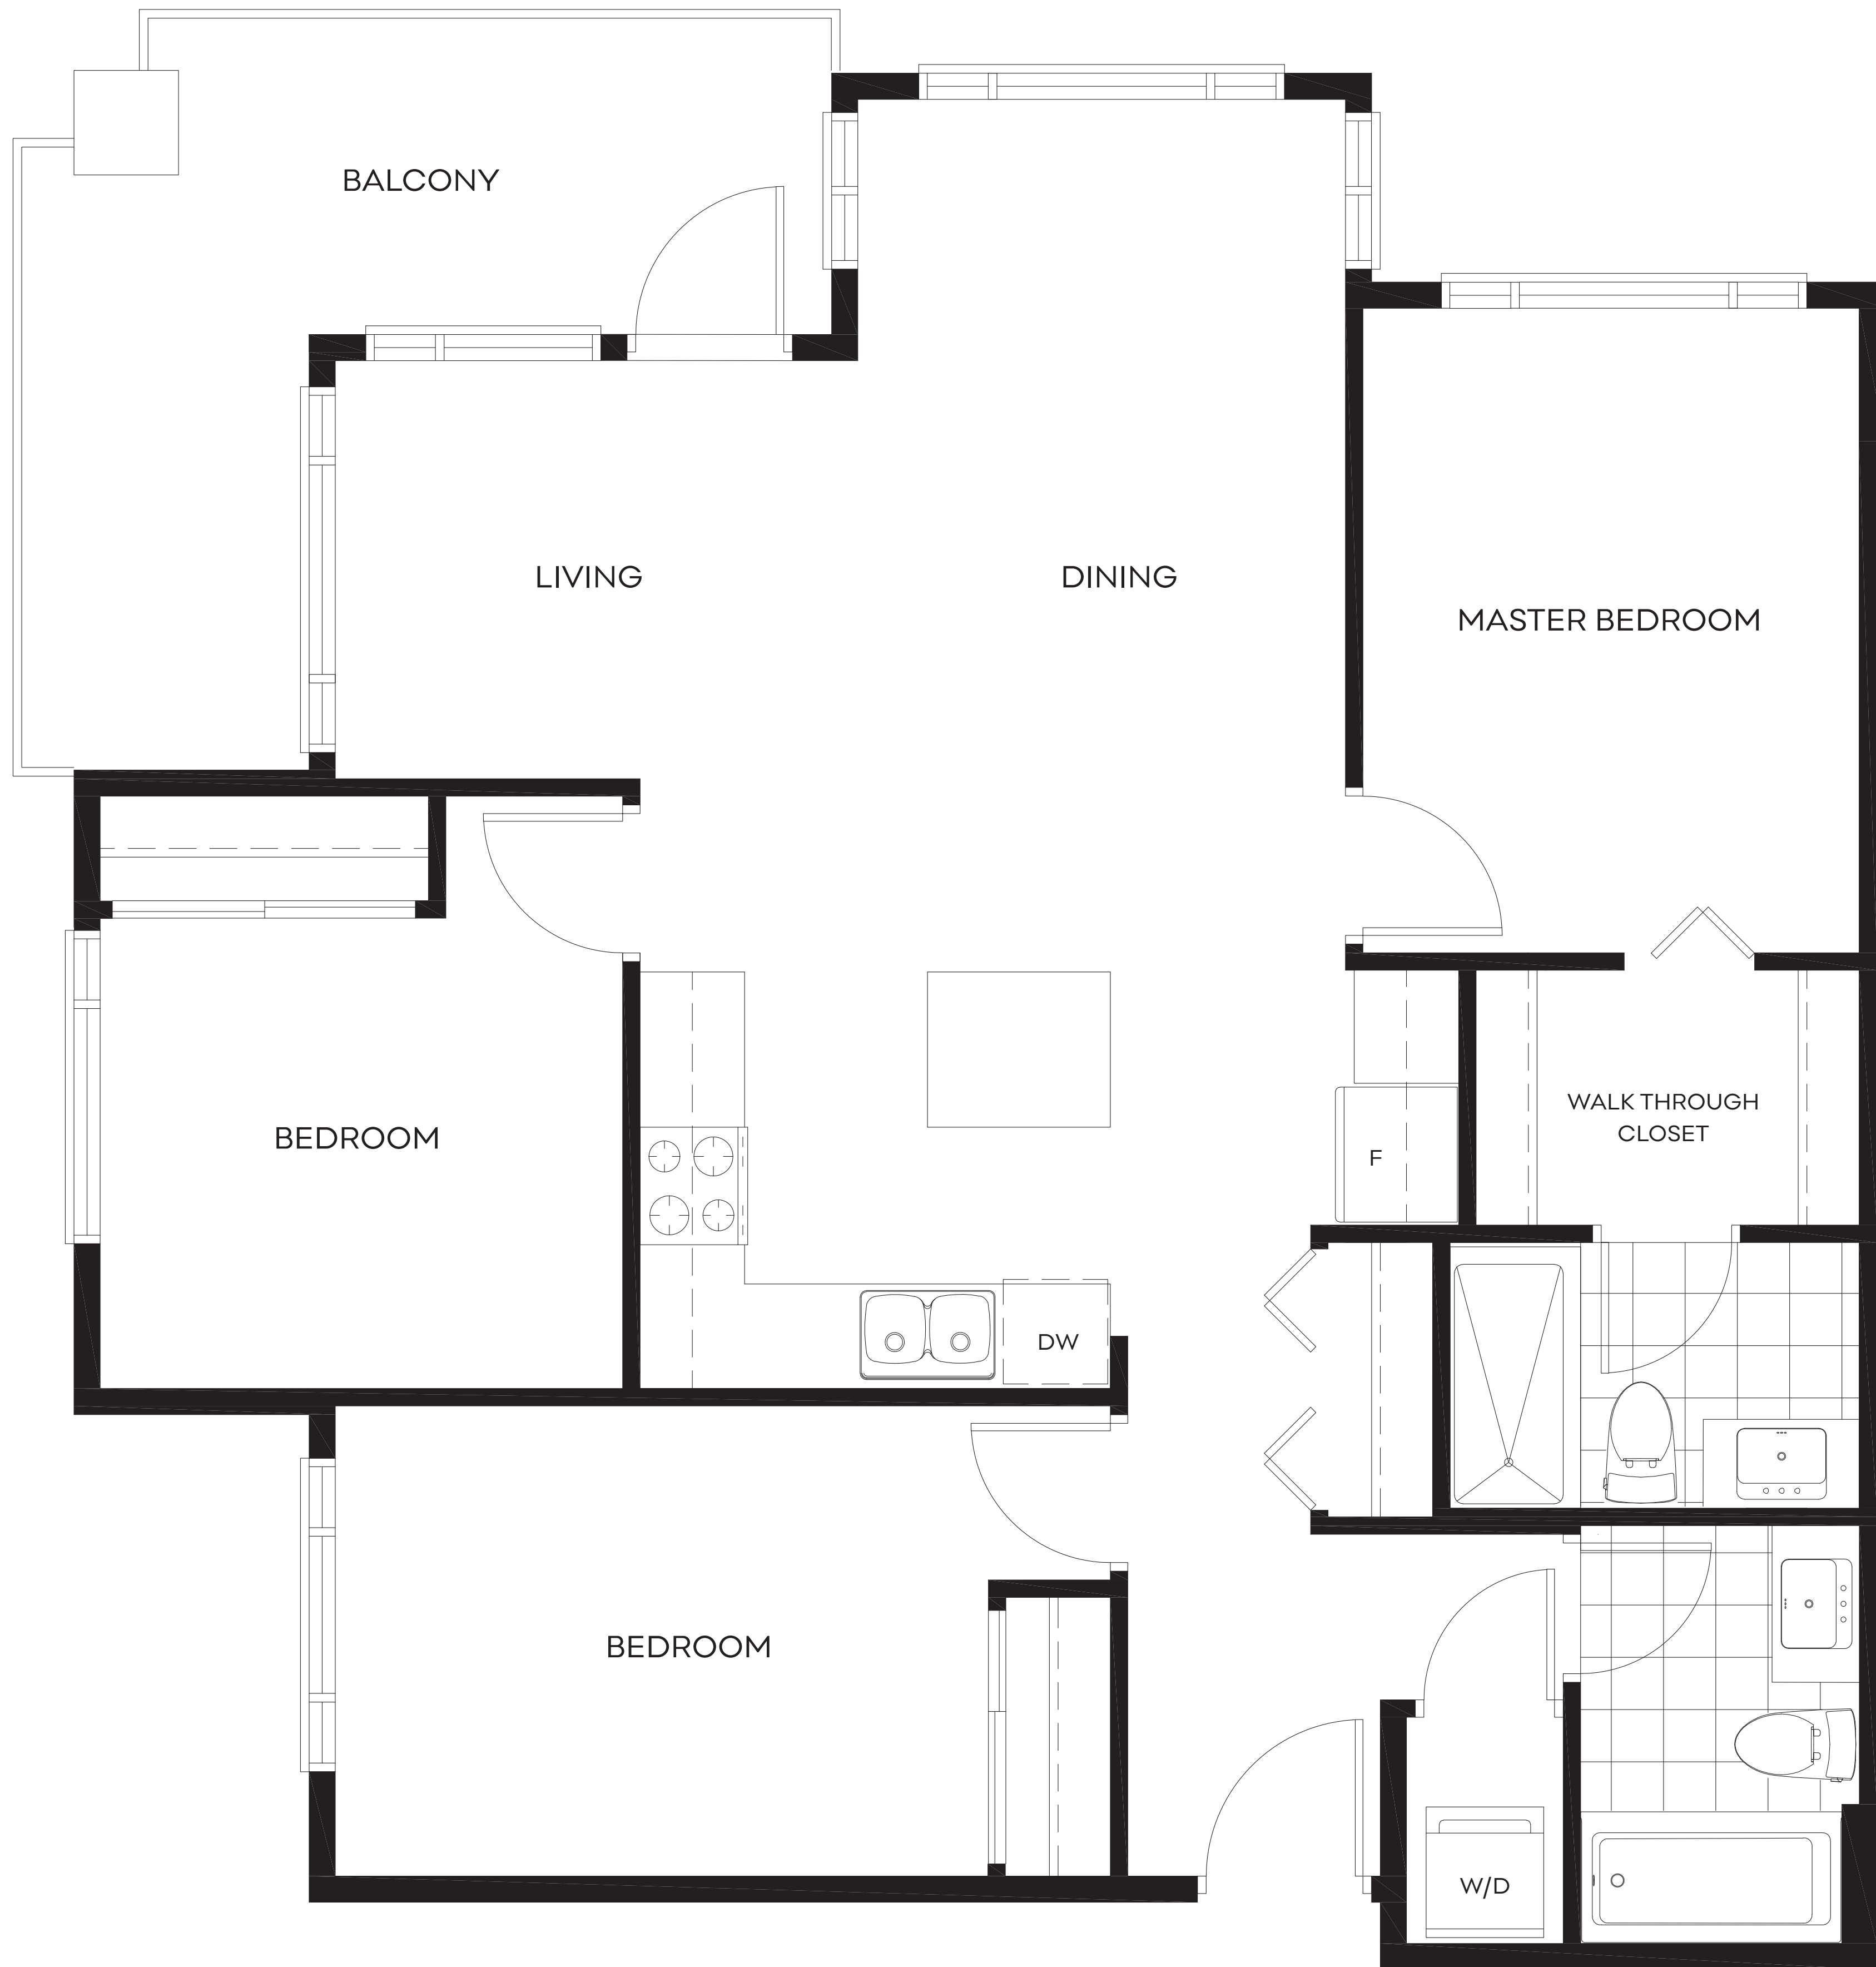 BALCONY
LIVING
DINING
MASTER BEDROOM
WALK THROUGH
CLOSET
BEDROOM
F
DW
BEDROOM
W/D